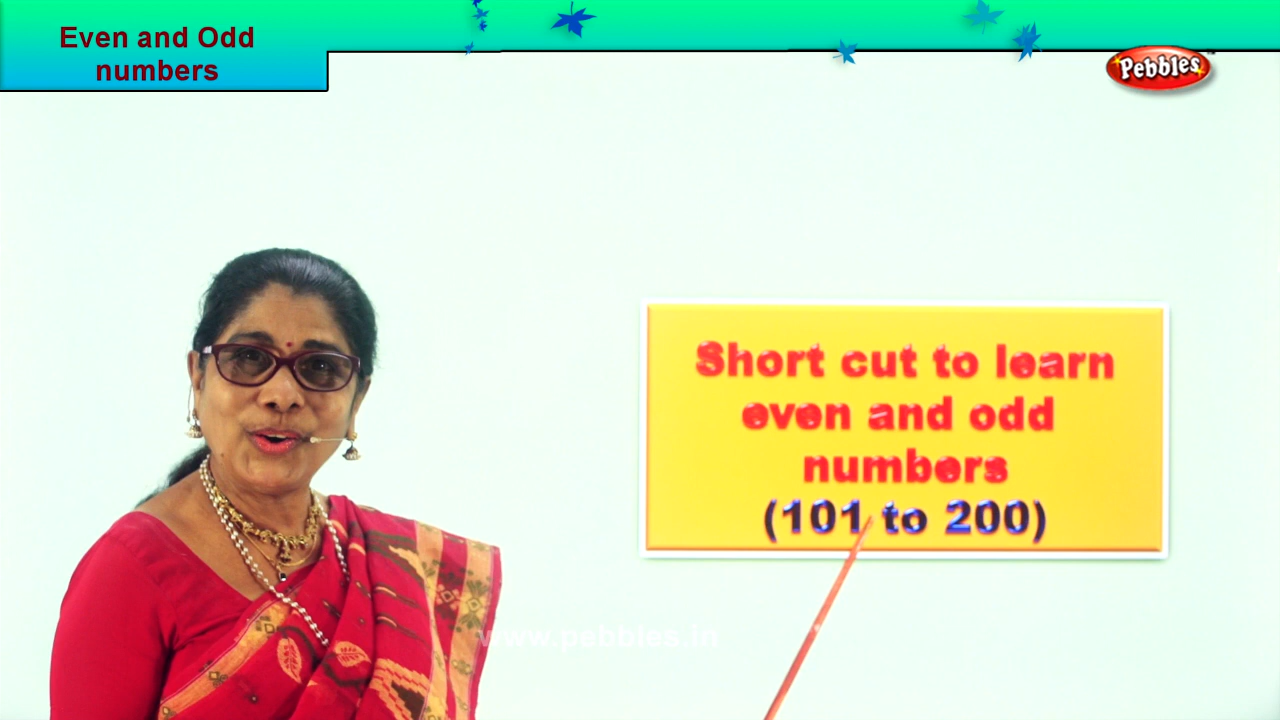 Even and Odd
numbers
Pebbles
Short cut to learn
even and odd
numbers
(101 to 200)
www.pebbles.in